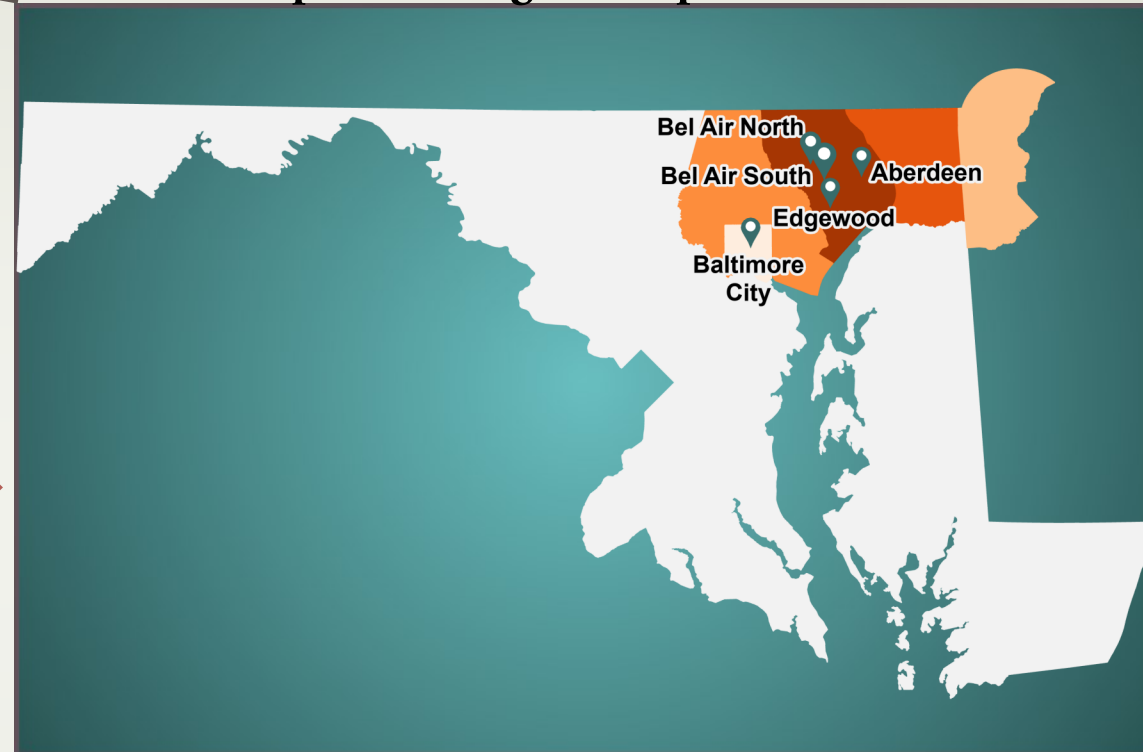 Bel Air North
Bel Air South
Aberdeen
Edgewood
Baltimore
City